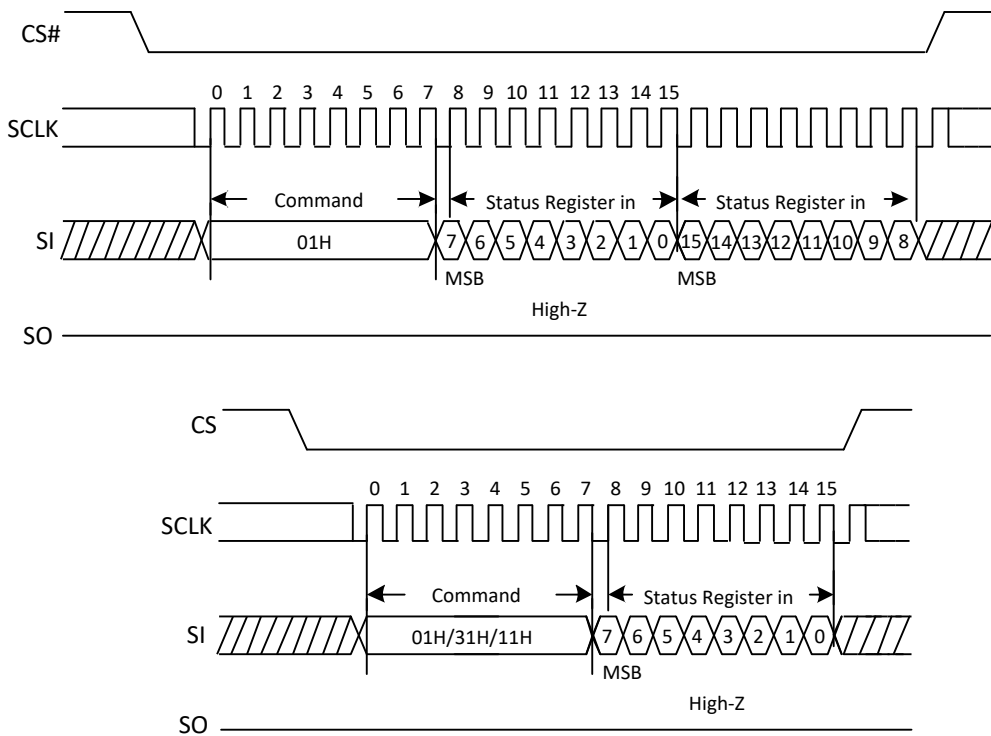 CS#
0 1 2 3 4 5 6 7 8 9 10 11 12 13 14 15
SCLK
Command Status Register in Status Register in
SI 01H 7 6 5 4 3 2 1 0 15 14 13 12 11 10 9 8
MSB MSB
High-Z
SO
CS
0 1 2 3 4 5 6 7 8 9 10 11 12 13 14 15
SCLK
Command Status Register in
SI 01H/31H/11H 7 6 5 4 3 2 1 0
MSB
High-Z
SO